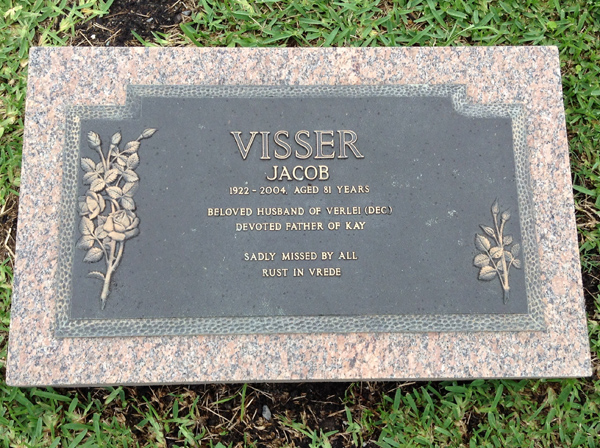 VISSER
JACOB
1922 - 2004, AGED 81 YEARS
BELOVED HUSBAND OF VERLEI (DEC)
DEVOTED FATHER OF KAY
SADLY MISSED BY ALL
RUST IN VREDE